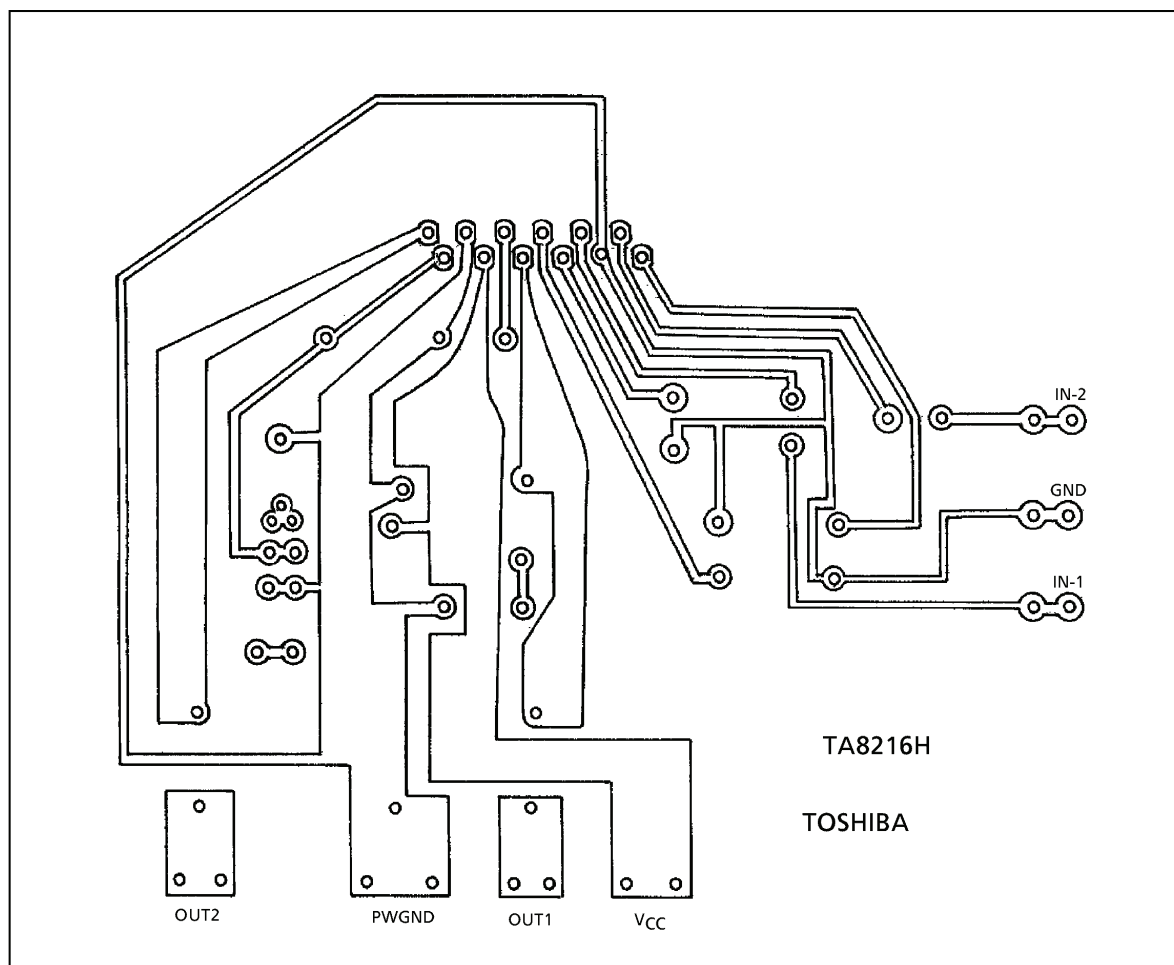 IN-2
GND
IN-1
TA8216H
TOSHIBA
OUT2
PWGND
OUT1
VCC